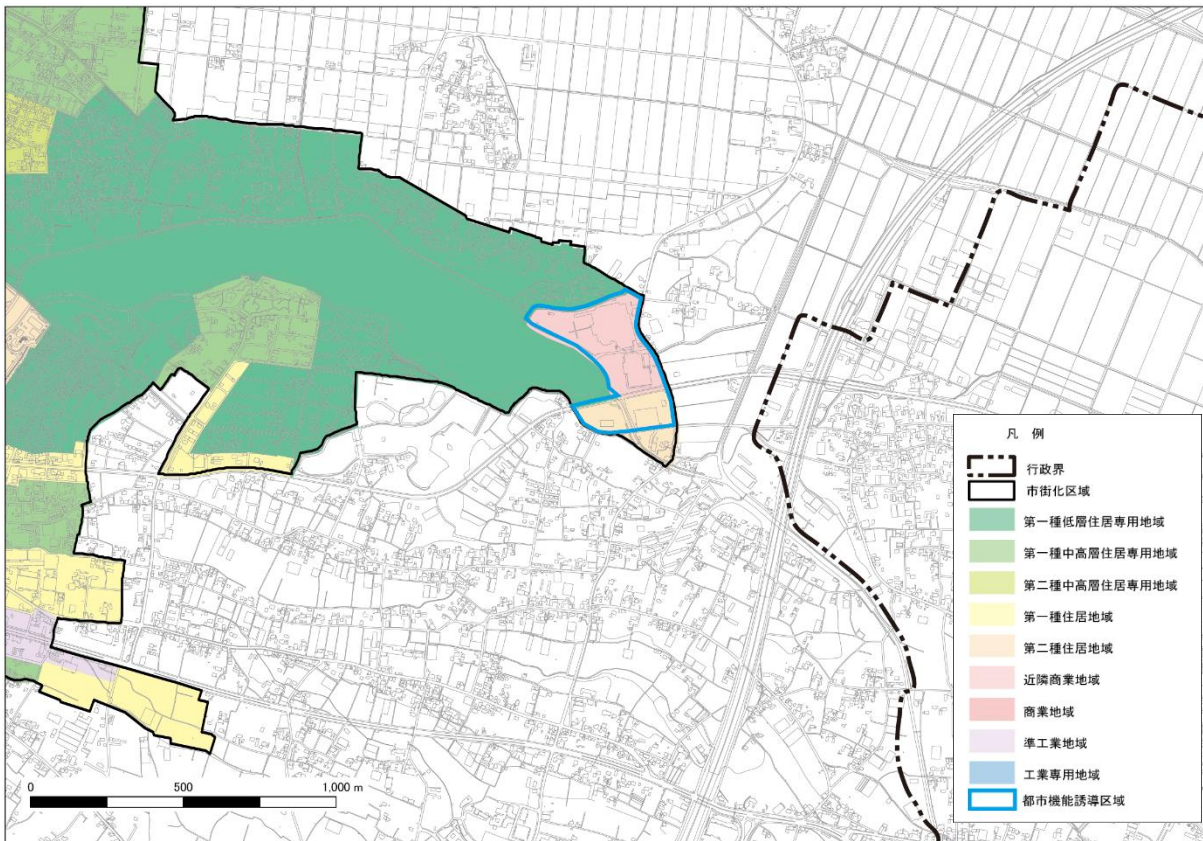 凡 例
行政界
市街化区域
第一種低層住居専用地域
第一種中高層住居専用地域
第二種中高層住居専用地域
第一種住居地域
第二種住居地域
近隣商業地域
商業地域
準工業地域
工業専用地域
都市機能誘導区域
0 500 1,000 m